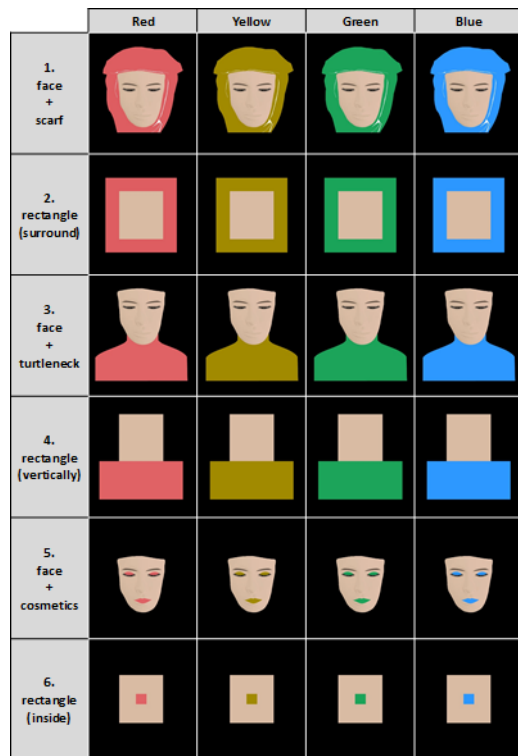 Red Yellow Green Blue
1.
face
+
scarf
2.
rectangle
(surround)
3.
face
+
turtleneck
4.
rectangle
(vertically)
5.
face
+
cosmetics
6.
rectangle
(inside)